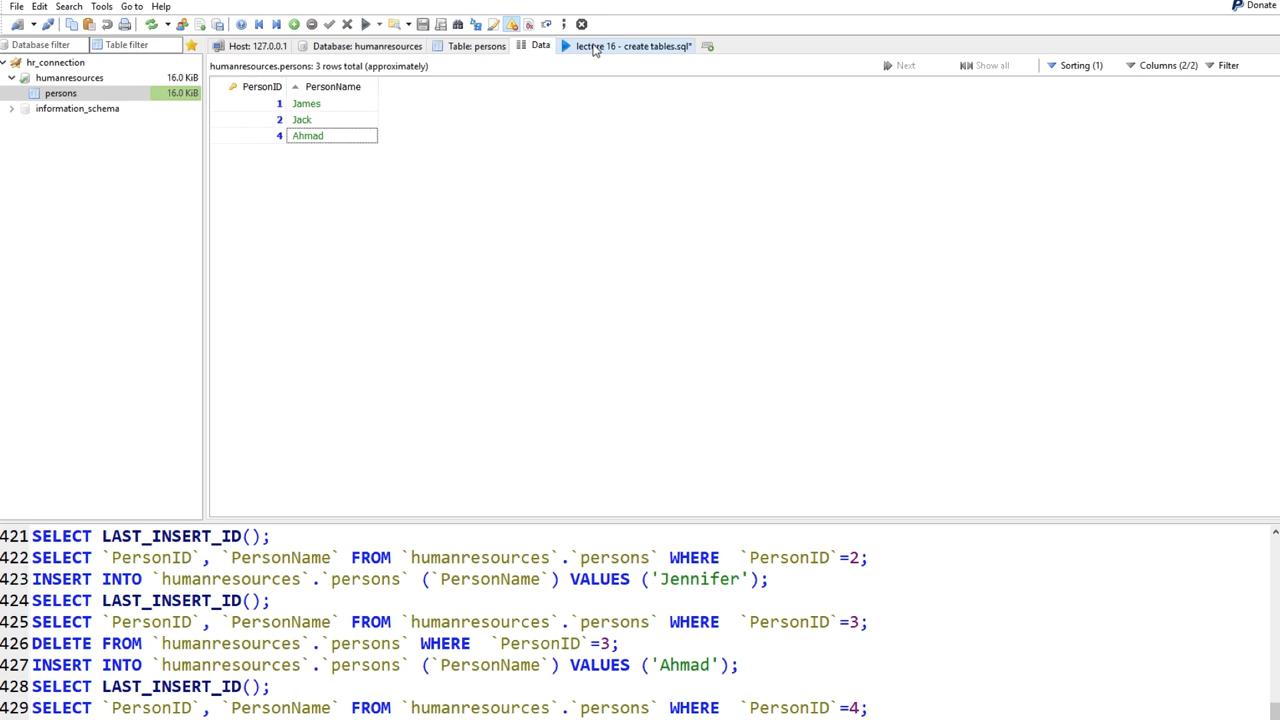 File Edit Search Tools Go to Help
Donate
Database filter Table filter Host: 127.0.0.1 Database: humanresources Table: persons Data lecture 16 - create tables.sql*
hr_connection
humanresources 16.0 KiB
persons 16.0 KiB
information_schema
humanresources.persons: 3 rows total (approximately) Next Show all Sorting (1) Columns (2/2) Filter
PersonID PersonName
1 James
2 Jack
4 Ahmad
421 SELECT LAST_INSERT_ID();
422 SELECT `PersonID`, `PersonName` FROM `humanresources`.`persons` WHERE  `PersonID`=2;
423 INSERT INTO `humanresources`.`persons` (`PersonName`) VALUES ('Jennifer');
424 SELECT LAST_INSERT_ID();
425 SELECT `PersonID`, `PersonName` FROM `humanresources`.`persons` WHERE  `PersonID`=3;
426 DELETE FROM `humanresources`.`persons` WHERE  `PersonID`=3;
427 INSERT INTO `humanresources`.`persons` (`PersonName`) VALUES ('Ahmad');
428 SELECT LAST_INSERT_ID();
429 SELECT `PersonID`, `PersonName` FROM `humanresources`.`persons` WHERE  `PersonID`=4;